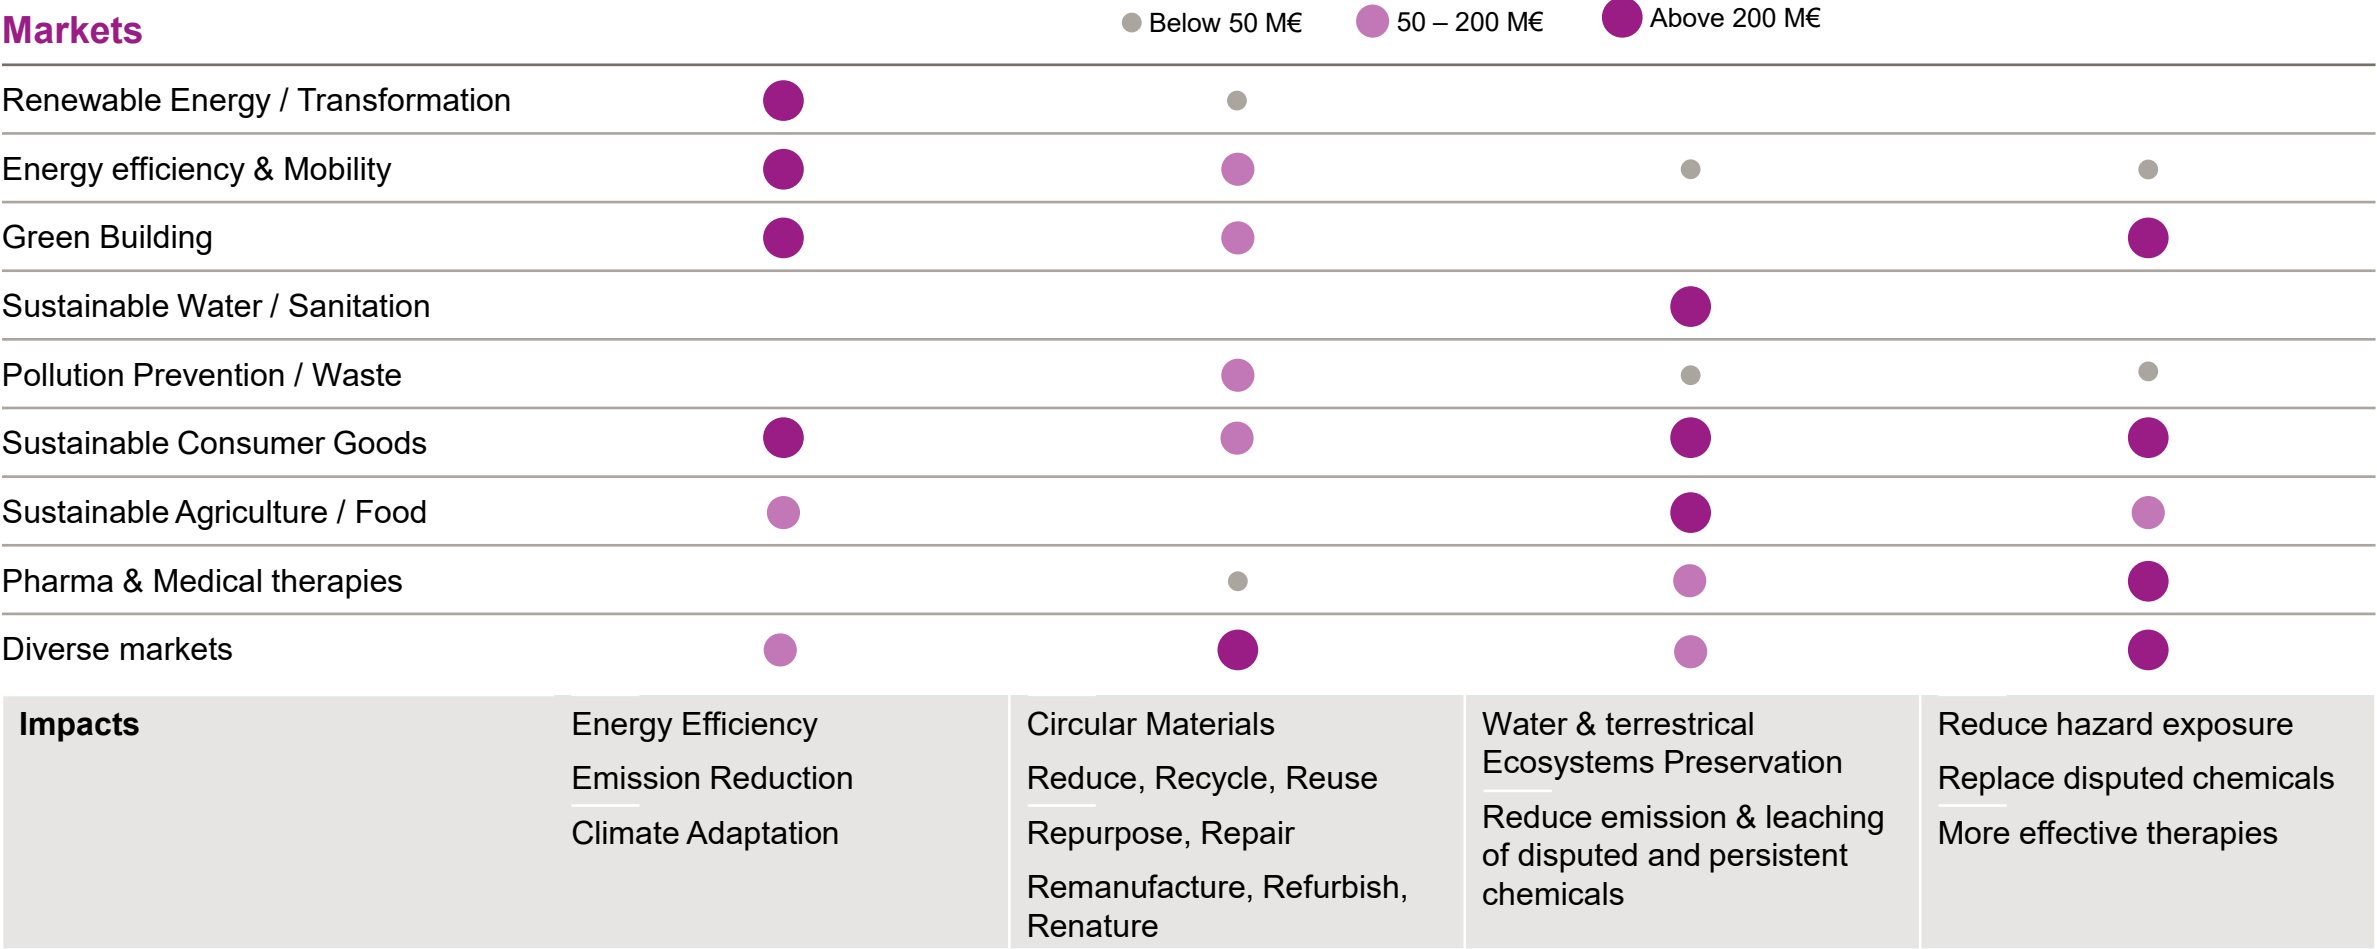 Markets
Below 50 M€
50 – 200 M€
Above 200 M€
Renewable Energy / Transformation
Energy efficiency & Mobility
Green Building
Sustainable Water / Sanitation
Pollution Prevention / Waste
Sustainable Consumer Goods
Sustainable Agriculture / Food
Pharma & Medical therapies
Diverse markets
Impacts
Energy Efficiency
Emission Reduction
Climate Adaptation
Circular Materials
Reduce, Recycle, Reuse
Repurpose, Repair
Remanufacture, Refurbish,
Renature
Water & terrestrical
Ecosystems Preservation
Reduce emission & leaching
of disputed and persistent
chemicals
Reduce hazard exposure
Replace disputed chemicals
More effective therapies